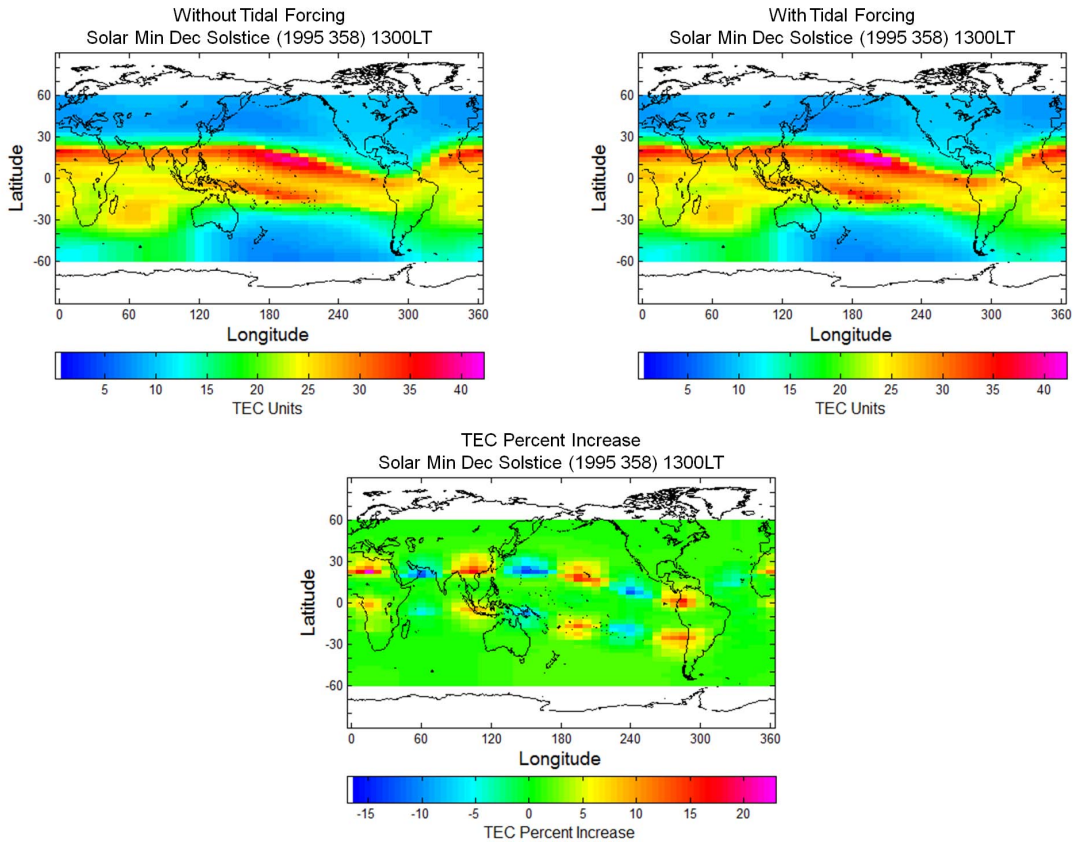 Without Tidal Forcing
Solar Min Dec Solstice (1995 358) 1300LT
60
30
0
-30
-60
Latitude
0 60 120 180 240 300 360
Longitude
5 10 15 20 25 30 35 40
TEC Units
With Tidal Forcing
Solar Min Dec Solstice (1995 358) 1300LT
60
30
0
-30
-60
Latitude
0 60 120 180 240 300 360
Longitude
5 10 15 20 25 30 35 40
TEC Units
TEC Percent Increase
Solar Min Dec Solstice (1995 358) 1300LT
60
30
0
-30
-60
Latitude
0 60 120 180 240 300 360
Longitude
-15 -10 -5 0 5 10 15 20
TEC Percent Increase